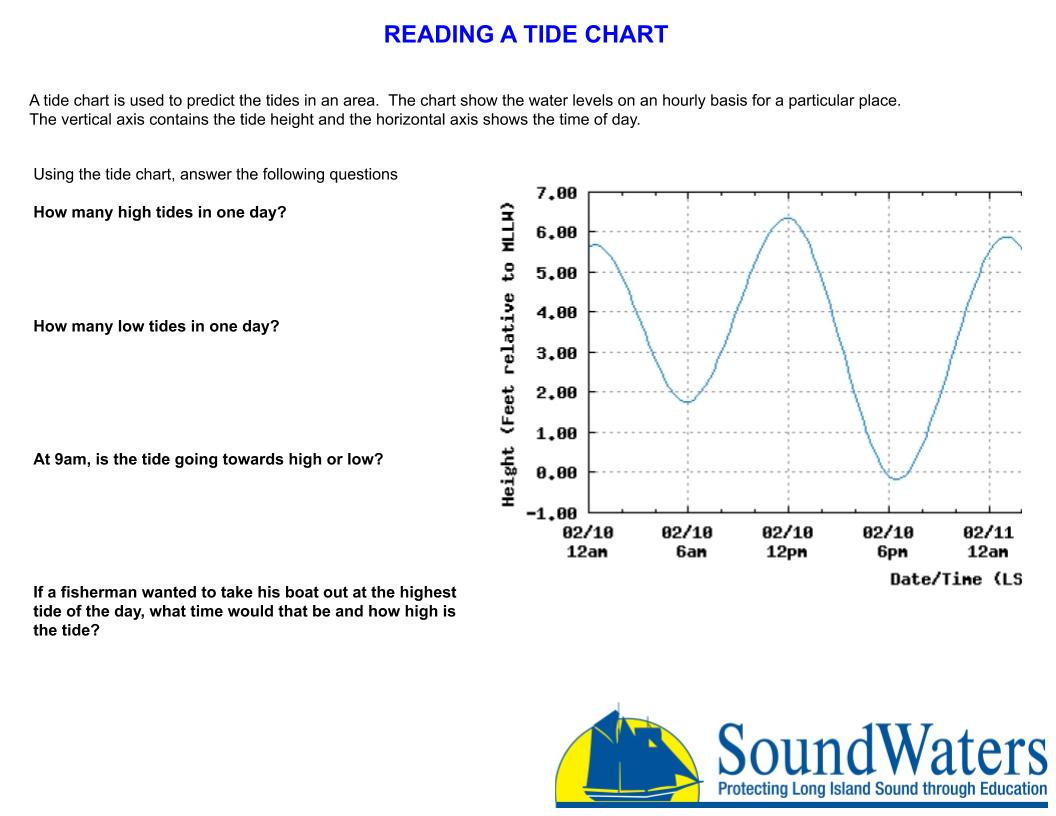 READING A TIDE CHART
A tide chart is used to predict the tides in an area.  The chart show the water levels on an hourly basis for a particular place.
The vertical axis contains the tide height and the horizontal axis shows the time of day.
Using the tide chart, answer the following questions
How many high tides in one day?
How many low tides in one day?
At 9am, is the tide going towards high or low?
If a fisherman wanted to take his boat out at the highest
tide of the day, what time would that be and how high is
the tide?
Height (Feet relative to MLLW)
7.00
6.00
5.00
4.00
3.00
2.00
1.00
0.00
-1.00
02/10 02/10 02/10 02/10 02/11
12am 6am 12pm 6pm 12am
Date/Time (LS
SoundWaters
Protecting Long Island Sound through Education